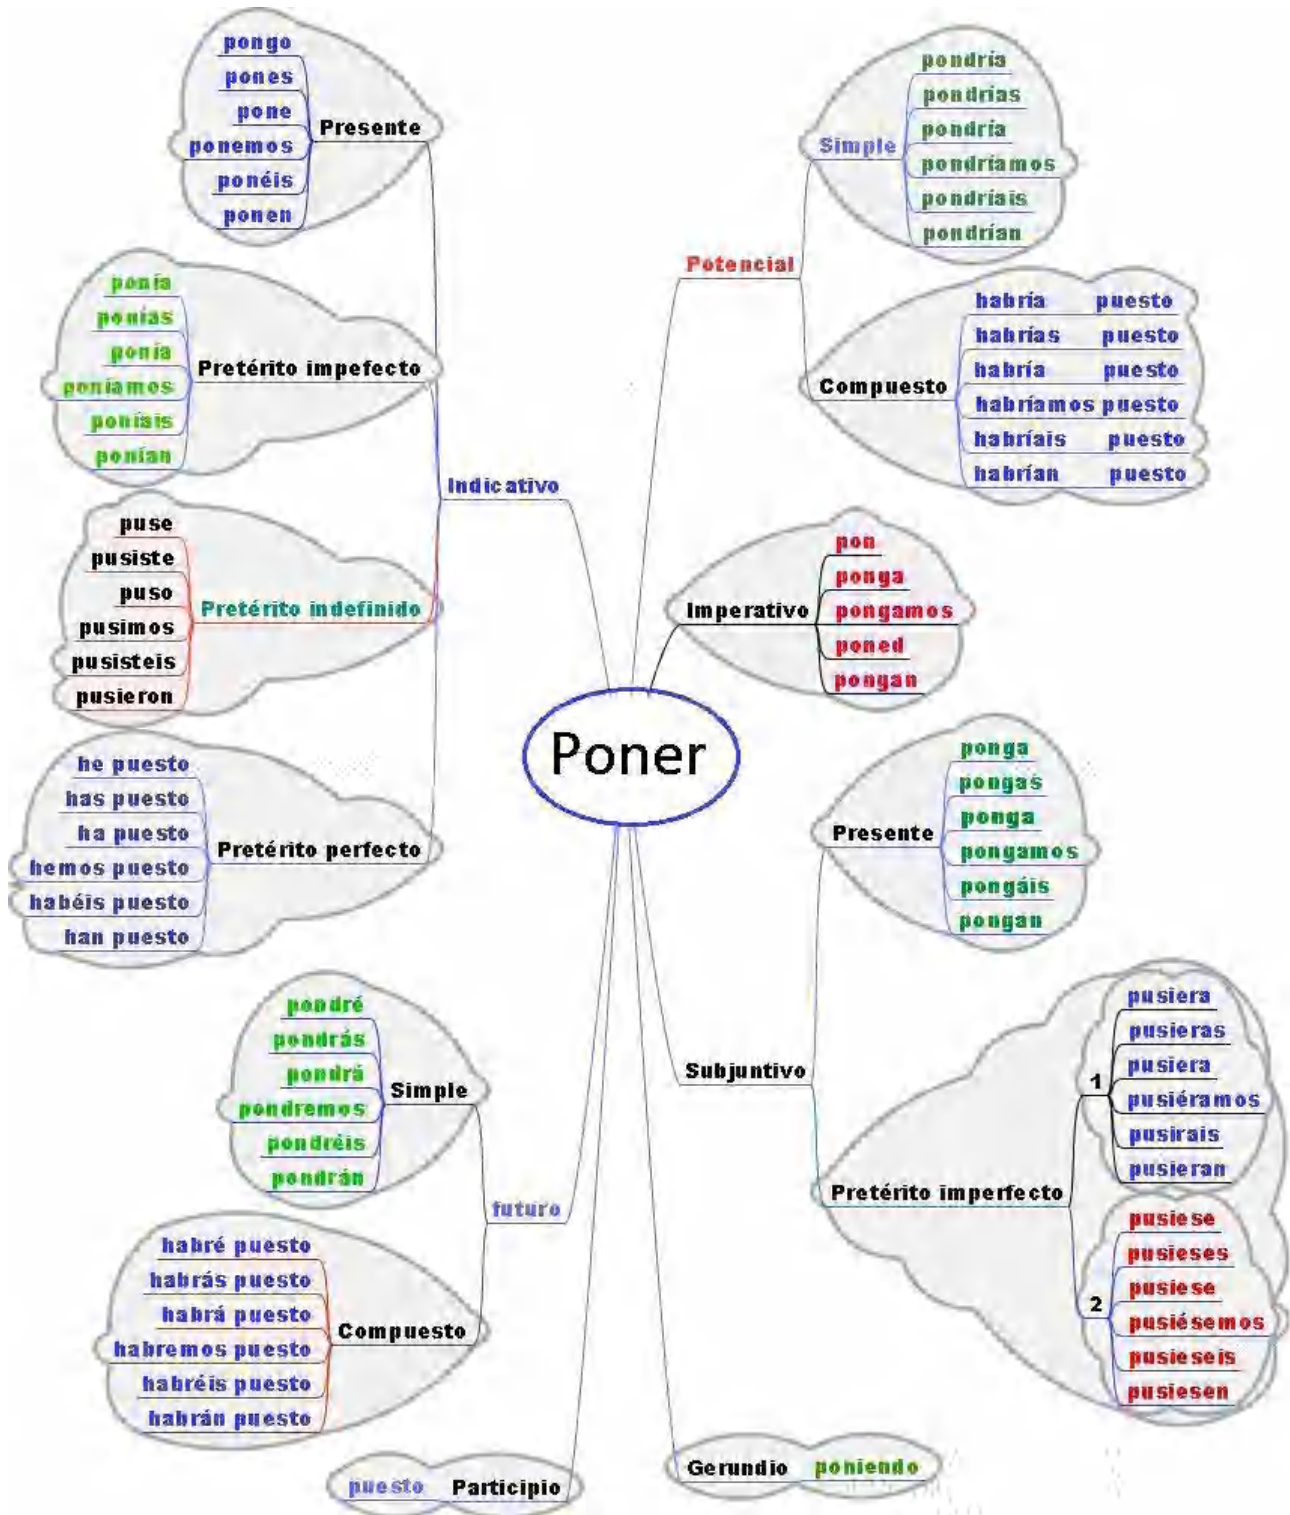 Poner
Indicativo
Presente
pongo
pones
pone
ponemos
ponéis
ponen
Pretérito impefecto
ponía
ponías
ponía
poníamos
poníais
ponían
Pretérito indefinido
puse
pusiste
puso
pusimos
pusisteis
pusieron
Pretérito perfecto
he puesto
has puesto
ha puesto
hemos puesto
habéis puesto
han puesto
futuro
Simple
pondré
pondrás
pondrá
pondremos
pondréis
pondrán
Compuesto
habré puesto
habrás puesto
habrá puesto
habremos puesto
habréis puesto
habrán puesto
Participio
puesto
Potencial
Simple
pondría
pondrías
pondría
pondríamos
pondríais
pondrían
Compuesto
habría puesto
habrías puesto
habría puesto
habríamos puesto
habríais puesto
habrían puesto
Imperativo
pon
ponga
pongamos
poned
pongan
Subjuntivo
Presente
ponga
pongas
ponga
pongamos
pongáis
pongan
Pretérito imperfecto
1
pusiera
pusieras
pusiera
pusiéramos
pusirais
pusieran
2
pusiese
pusieses
pusiese
pusiésemos
pusieseis
pusiesen
Gerundio
poniendo